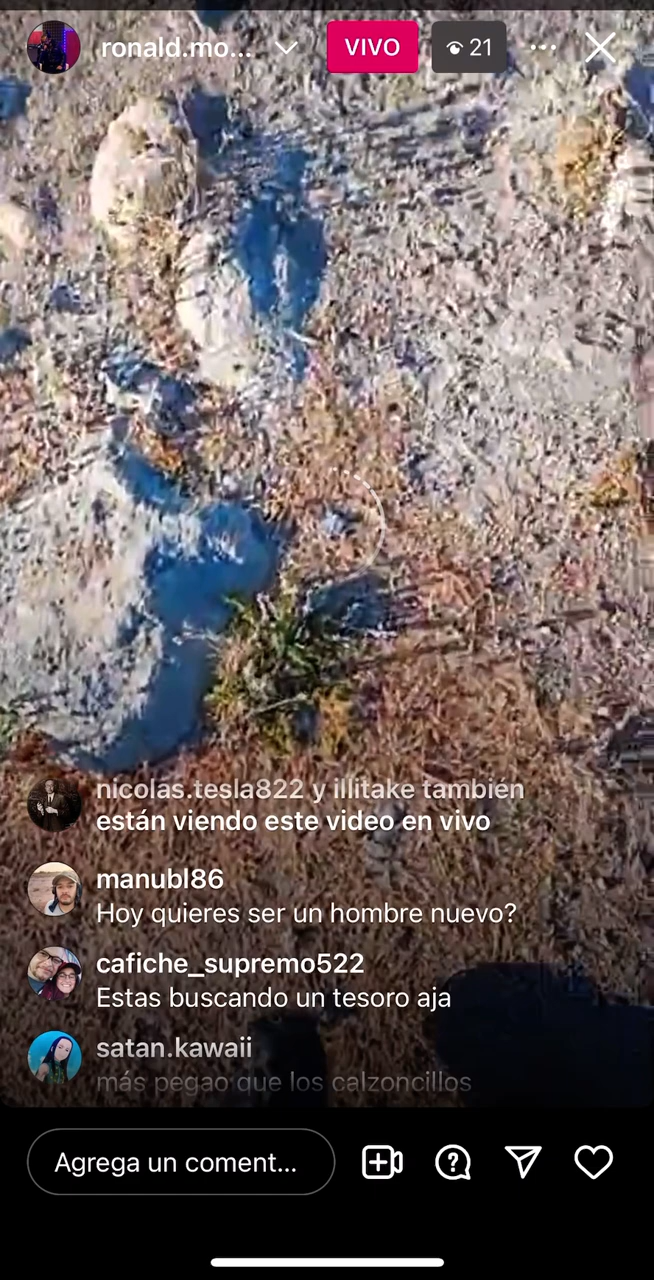 ronald.mo...
VIVO
21
nicolas.tesla822 y illitake también
están viendo este video en vivo
manubl86
Hoy quieres ser un hombre nuevo?
cafiche_supremo522
Estas buscando un tesoro aja
satan.kawaii
más pegao que los calzoncillos
Agrega un coment...